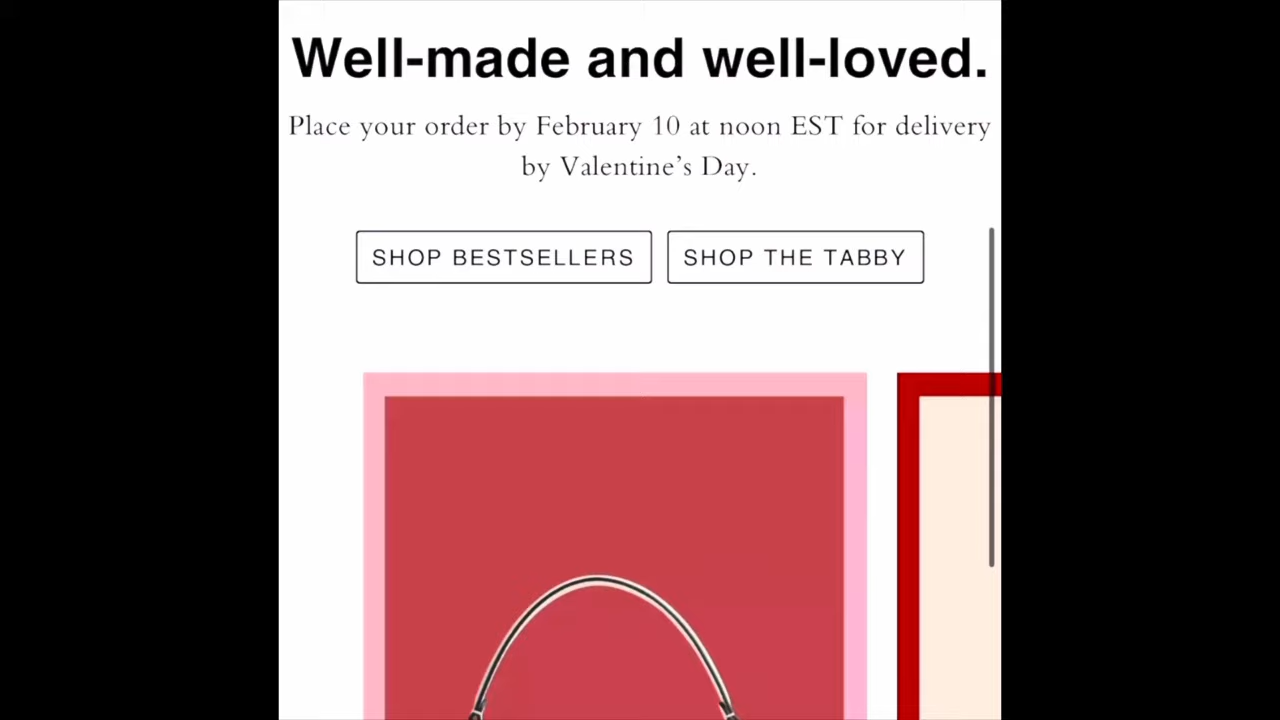 Well-made and well-loved.
Place your order by February 10 at noon EST for delivery
by Valentine’s Day.
SHOP BESTSELLERS
SHOP THE TABBY